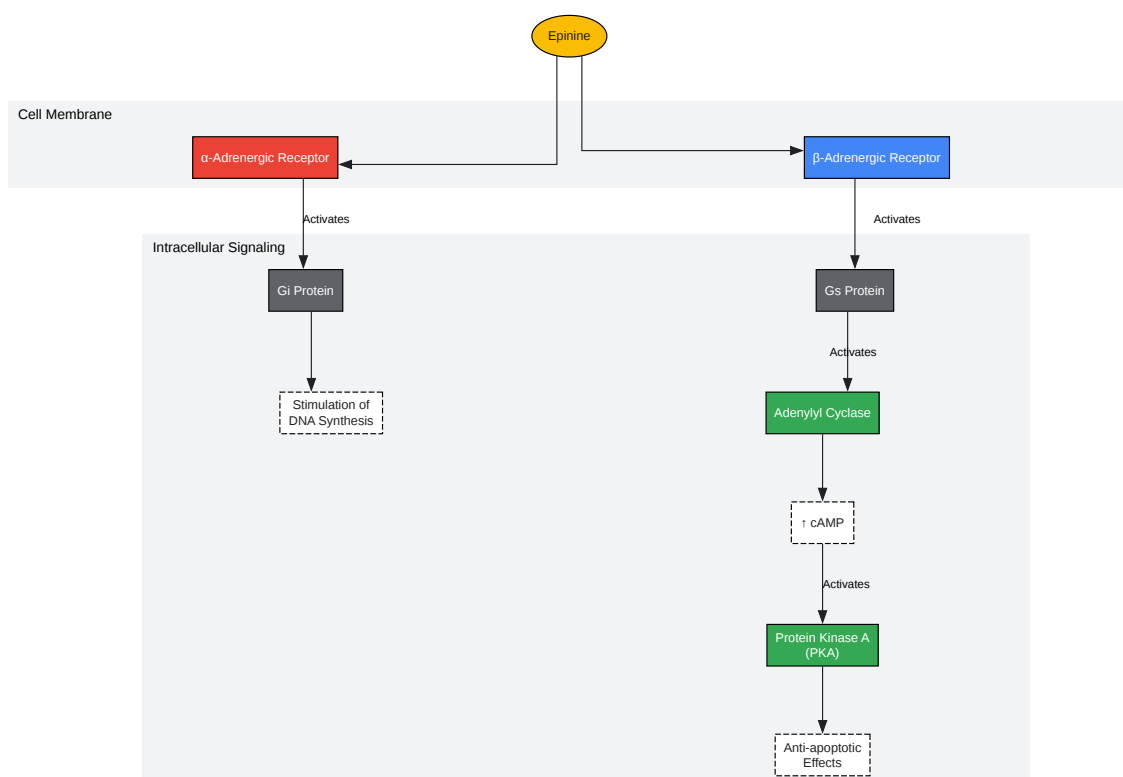 Epinine
Cell Membrane
α-Adrenergic Receptor
β-Adrenergic Receptor
Activates
Activates
Intracellular Signaling
Gi Protein
Gs Protein
Activates
Stimulation of
DNA Synthesis
Adenylyl Cyclase
↑ cAMP
Activates
Protein Kinase A
(PKA)
Anti-apoptotic
Effects